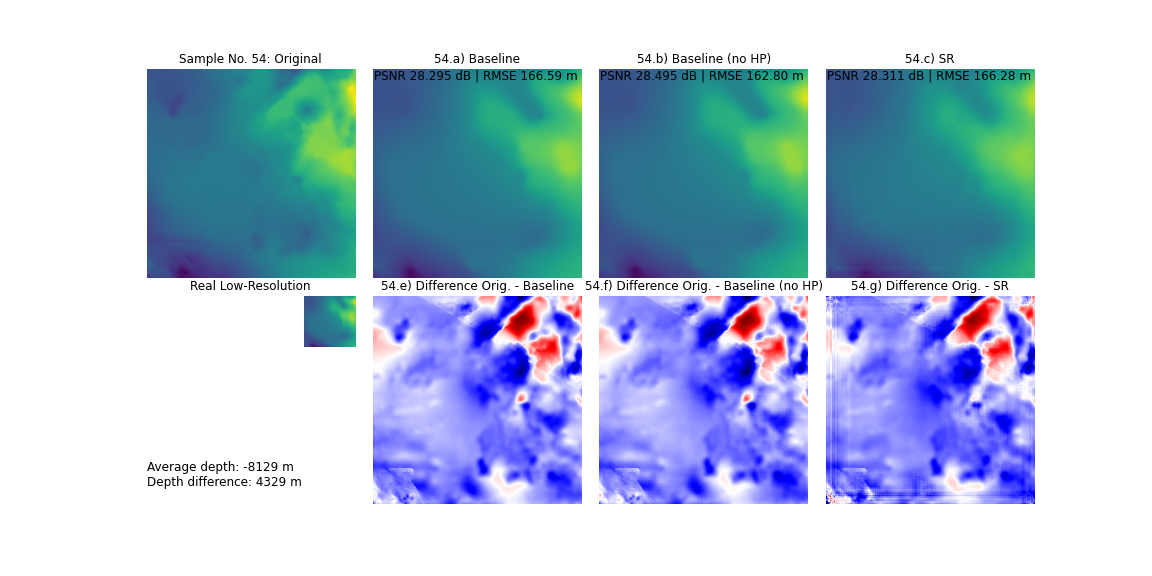 Sample No. 54: Original
54.a) Baseline
54.b) Baseline (no HP)
54.c) SR
PSNR 28.295 dB | RMSE 166.59 m
PSNR 28.495 dB | RMSE 162.80 m
PSNR 28.311 dB | RMSE 166.28 m
Real Low-Resolution
54.e) Difference Orig. - Baseline
54.f) Difference Orig. - Baseline (no HP)
54.g) Difference Orig. - SR
Average depth: -8129 m
Depth difference: 4329 m